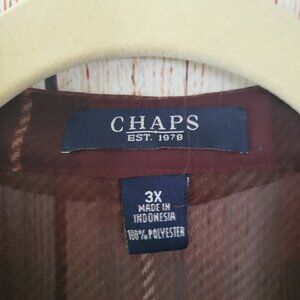 CHAPS
EST. 1978
3X
MADE IN
INDONESIA
100% POLYESTER